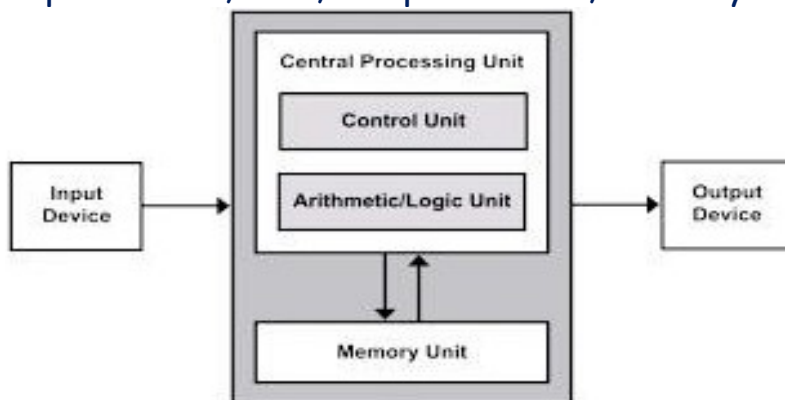 Central Processing Unit
Control Unit
Arithmetic/Logic Unit
Input
Device
Output
Device
Memory Unit